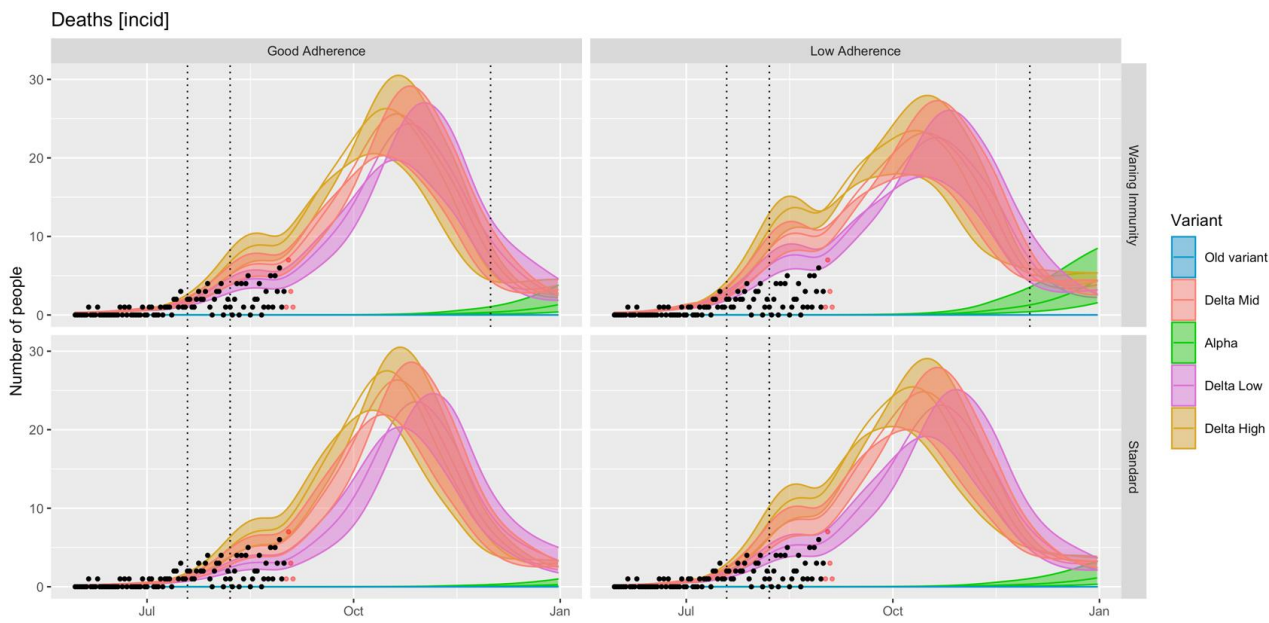 Deaths [incid]
Good Adherence
Low Adherence
Number of people
30
20
10
0
Waning Immunity
30
20
10
0
Standard
Jul
Oct
Jan
Jul
Oct
Jan
Variant
Old variant
Delta Mid
Alpha
Delta Low
Delta High